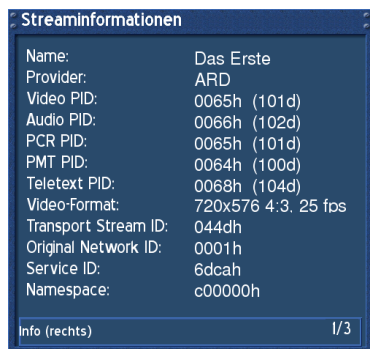 Streaminformationen
Name: Das Erste
Provider: ARD
Video PID: 0065h (101d)
Audio PID: 0066h (102d)
PCR PID: 0065h (101d)
PMT PID: 0064h (100d)
Teletext PID: 0068h (104d)
Video-Format: 720x576 4:3, 25 fps
Transport Stream ID: 044dh
Original Network ID: 0001h
Service ID: 6dcah
Namespace: c00000h
Info (rechts) 1/3